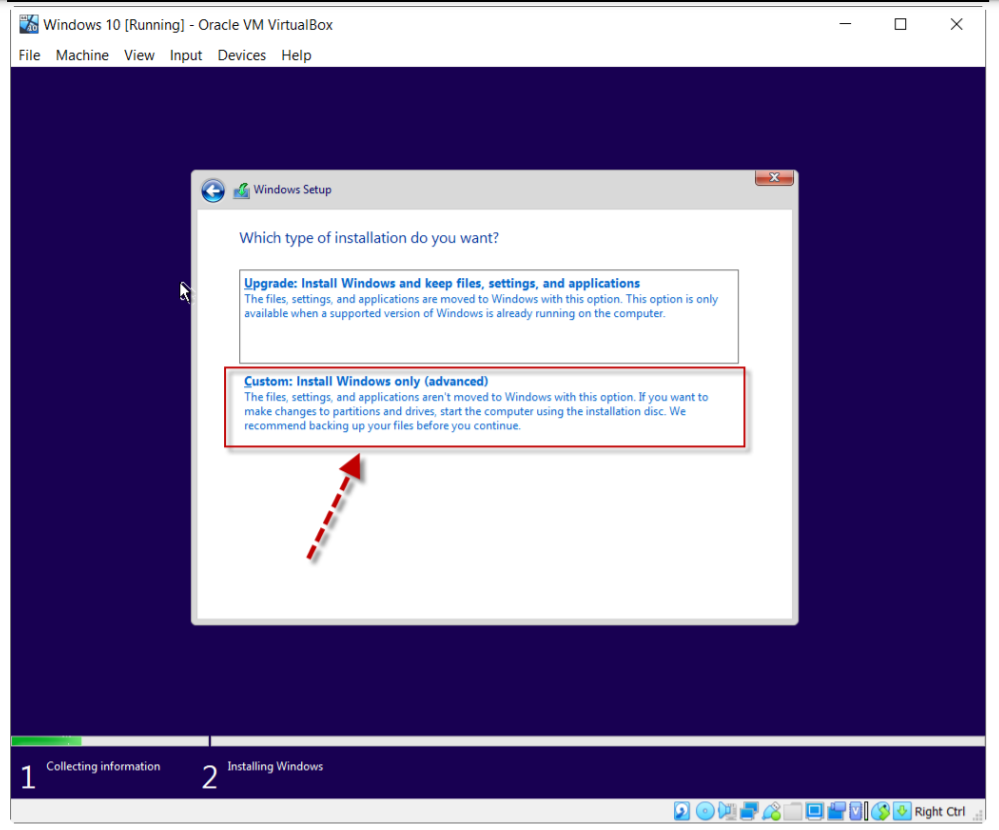 Windows 10 [Running] - Oracle VM VirtualBox
File Machine View Input Devices Help
Windows Setup
Which type of installation do you want?
Upgrade: Install Windows and keep files, settings, and applications
The files, settings, and applications are moved to Windows with this option. This option is only
available when a supported version of Windows is already running on the computer.
Custom: Install Windows only (advanced)
The files, settings, and applications aren't moved to Windows with this option. If you want to
make changes to partitions and drives, start the computer using the installation disc. We
recommend backing up your files before you continue.
1 Collecting information 2 Installing Windows
Right Ctrl